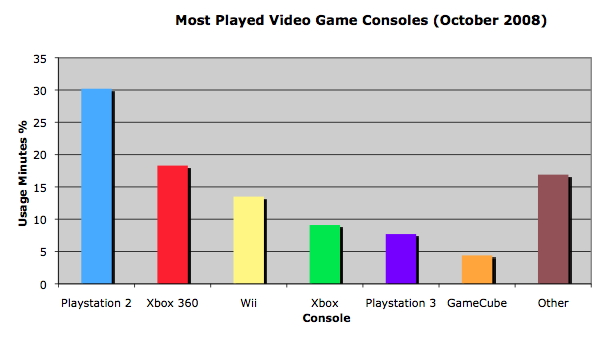 Most Played Video Game Consoles (October 2008)
35
30
25
20
15
10
5
0
Usage Minutes %
Playstation 2 Xbox 360 Wii Xbox Playstation 3 GameCube Other
Console